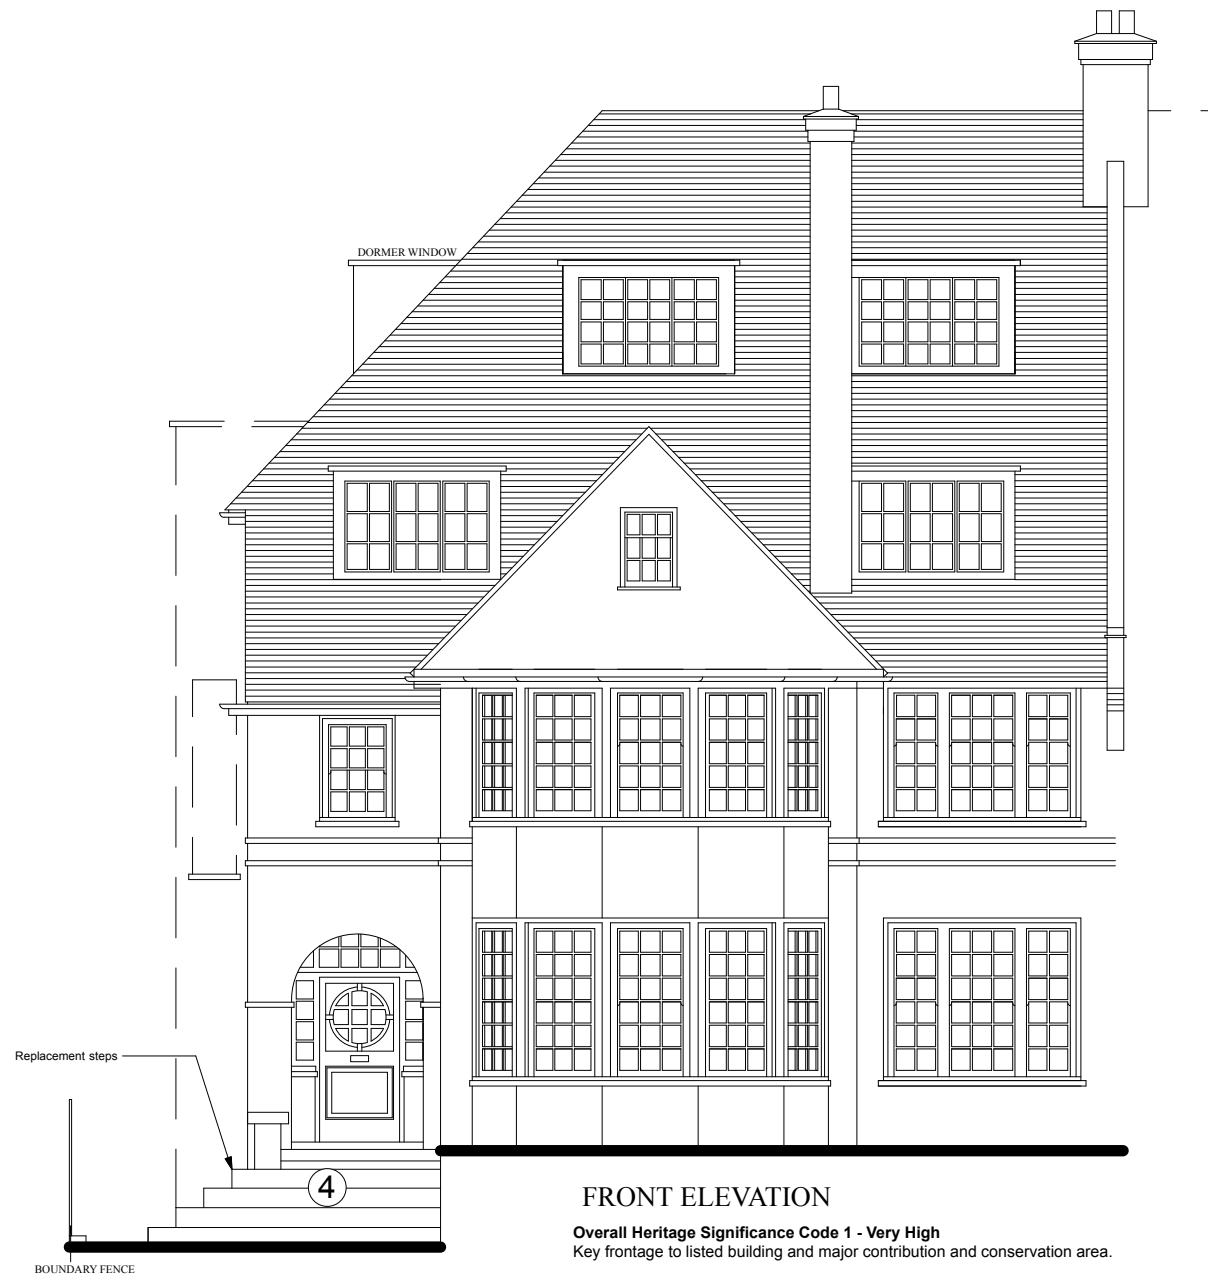 DORMER WINDOW
Replacement steps
4
FRONT ELEVATION
Overall Heritage Significance Code 1 - Very High
Key frontage to listed building and major contribution and conservation area.
BOUNDARY FENCE